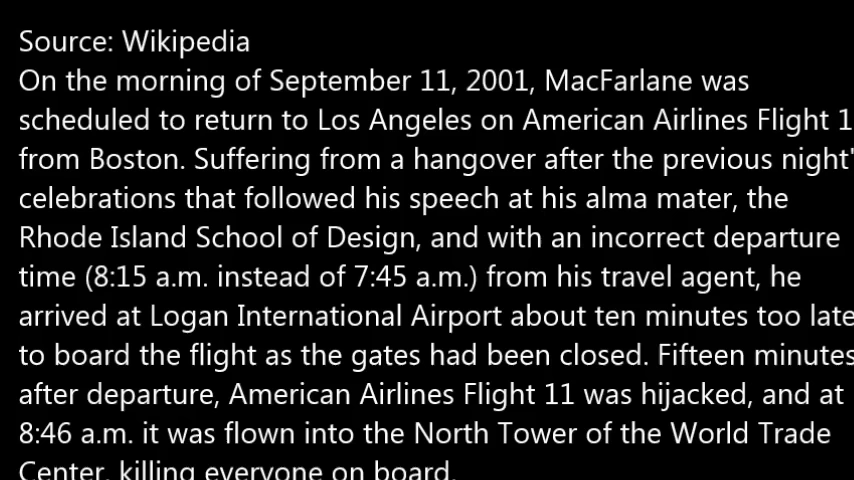 Source: Wikipedia
On the morning of September 11, 2001, MacFarlane was
scheduled to return to Los Angeles on American Airlines Flight 1
from Boston. Suffering from a hangover after the previous night'
celebrations that followed his speech at his alma mater, the
Rhode Island School of Design, and with an incorrect departure
time (8:15 a.m. instead of 7:45 a.m.) from his travel agent, he
arrived at Logan International Airport about ten minutes too late
to board the flight as the gates had been closed. Fifteen minutes
after departure, American Airlines Flight 11 was hijacked, and at
8:46 a.m. it was flown into the North Tower of the World Trade
Center, killing everyone on board.